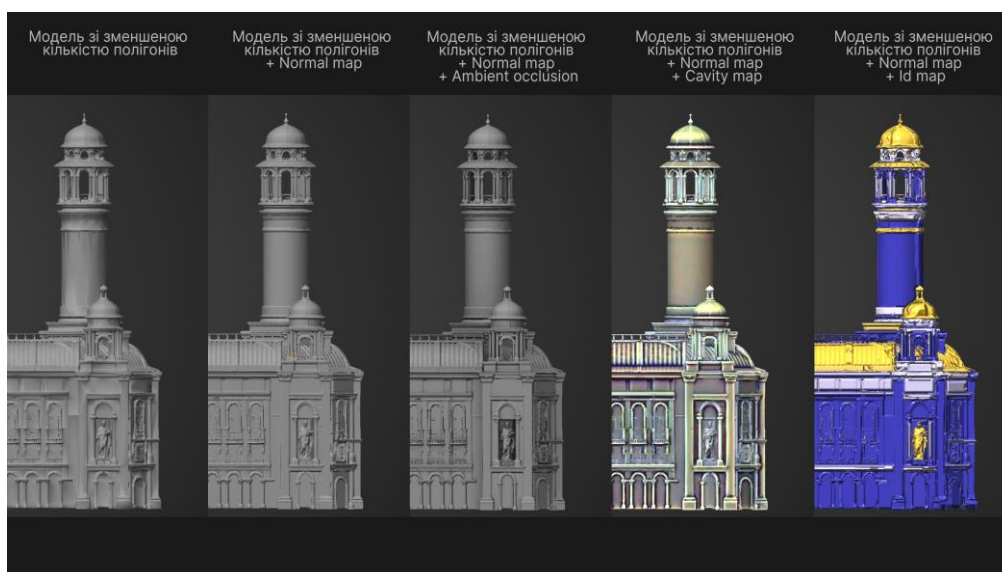 Модель зі зменшеною
кількістю полігонів
Модель зі зменшеною
кількістю полігонів
+ Normal map
Модель зі зменшеною
кількістю полігонів
+ Normal map
+ Ambient occlusion
Модель зі зменшеною
кількістю полігонів
+ Normal map
+ Cavity map
Модель зі зменшеною
кількістю полігонів
+ Normal map
+ Id map